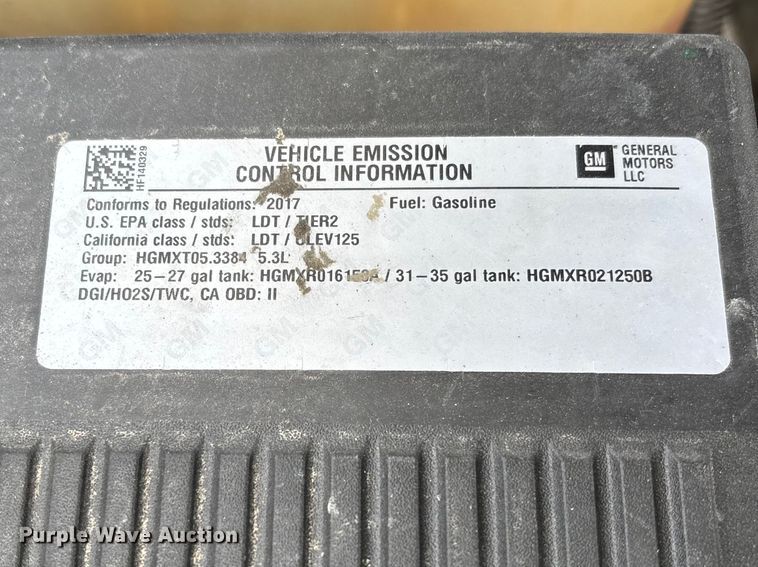 VEHICLE EMISSION
CONTROL INFORMATION
GM GENERAL
MOTORS
LLC
HF140329
Conforms to Regulations: 2017 Fuel: Gasoline
U.S. EPA class / stds: LDT / TIER2
California class / stds: LDT / ULEV125
Group: HGMXT05.3384 5.3L
Evap: 25-27 gal tank: / 31-35 gal tank: HGMXR021250B
DGI/HO2S/TWC, CA OBD: II
Purple Wave Auction